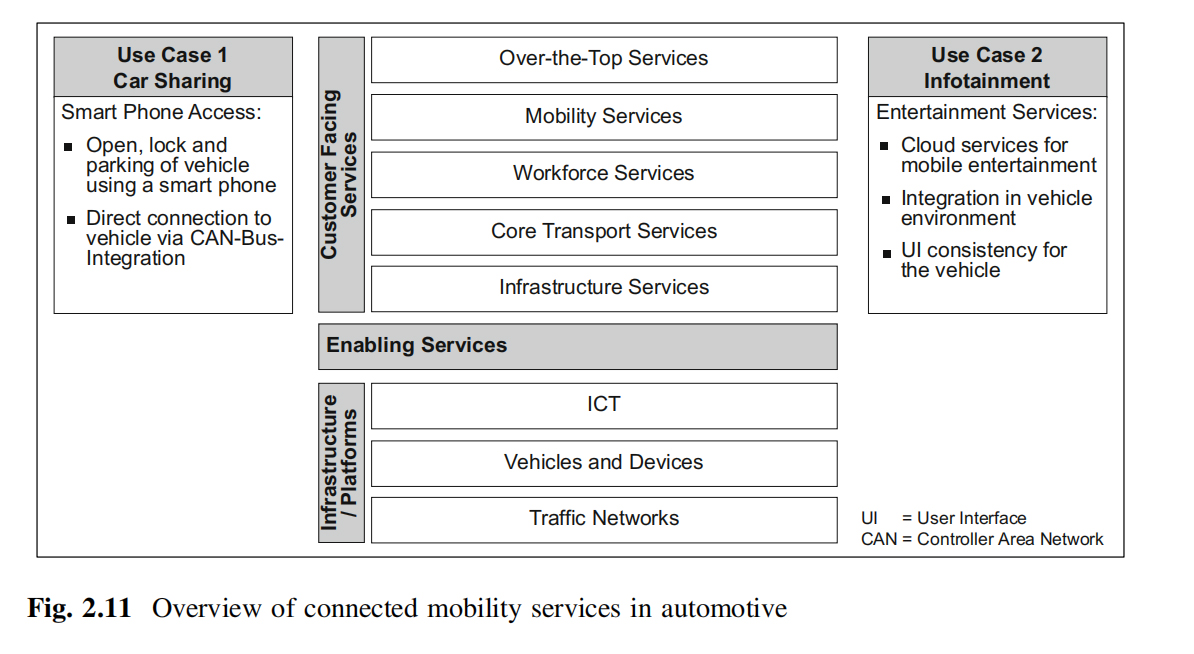 Use Case 1
Car Sharing
Smart Phone Access:
▪ Open, lock and
parking of vehicle
using a smart phone
▪ Direct connection to
vehicle via CAN-Bus-
Integration
Customer Facing
Services
Over-the-Top Services
Mobility Services
Workforce Services
Core Transport Services
Infrastructure Services
Enabling Services
Infrastructure
/ Platforms
ICT
Vehicles and Devices
Traffic Networks
Use Case 2
Infotainment
Entertainment Services:
▪ Cloud services for
mobile entertainment
▪ Integration in vehicle
environment
▪ UI consistency for
the vehicle
UI = User Interface
CAN = Controller Area Network
Fig. 2.11 Overview of connected mobility services in automotive